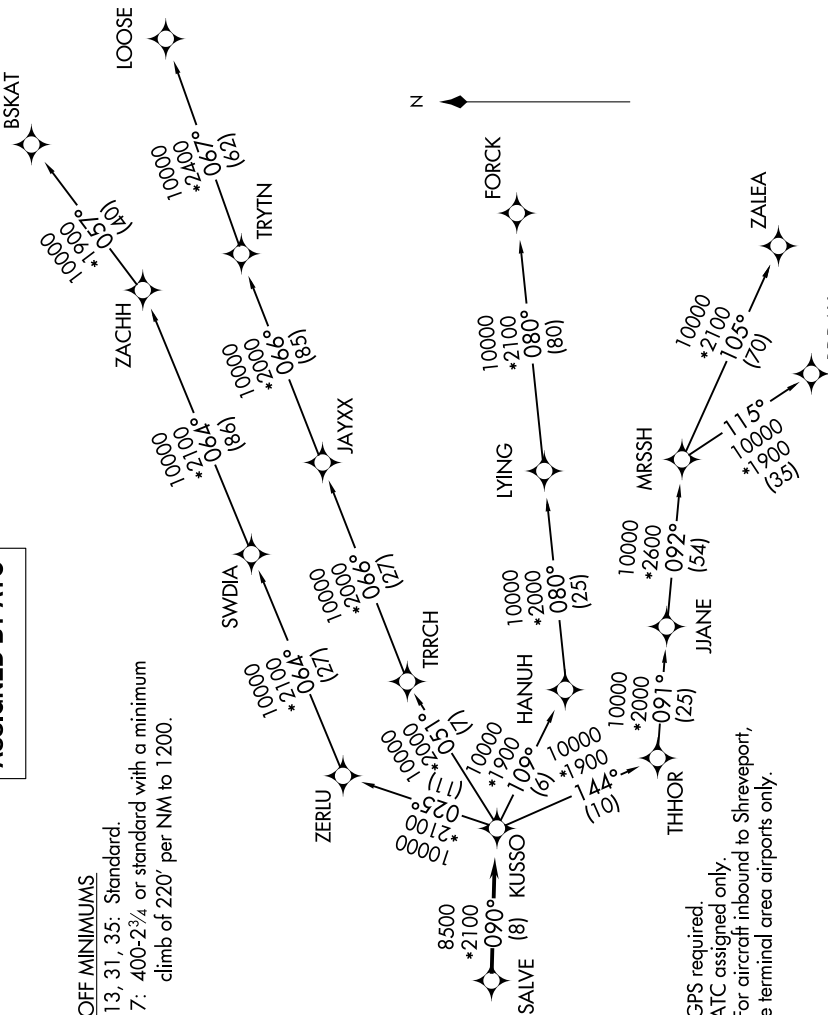 BSKAT
LOOSE
10000
*1900
057°
(40)
10000
*2400
067°
(62)
N
ZACHH
TRYTN
FORCK
ZALEA
10000
*2100
064°
(86)
10000
*2000
066°
(85)
10000
*2100
080°
(80)
10000
*2100
105°
(70)
115°
10000
*1900
(35)
SWDIA
JAYXX
LYING
MRSSH
10000
*2100
064°
(27)
10000
*2000
066°
(27)
10000
*2000
080°
(25)
10000
*2600
092°
(54)
ZERLU
TRRCH
HANUH
JJANE
10000
*2100
025°
(11)
10000
*2000
051°
(7)
10000
*1900
109°
(6)
10000
*1900
144°
(10)
10000
*2000
091°
(25)
THHOR
KUSSO
8500
*2100
090°
(8)
SALVE
OFF MINIMUMS
13, 31, 35: Standard.
7: 400-2¾ or standard with a minimum
climb of 220' per NM to 1200.
GPS required.
ATC assigned only.
For aircraft inbound to Shreveport,
terminal area airports only.